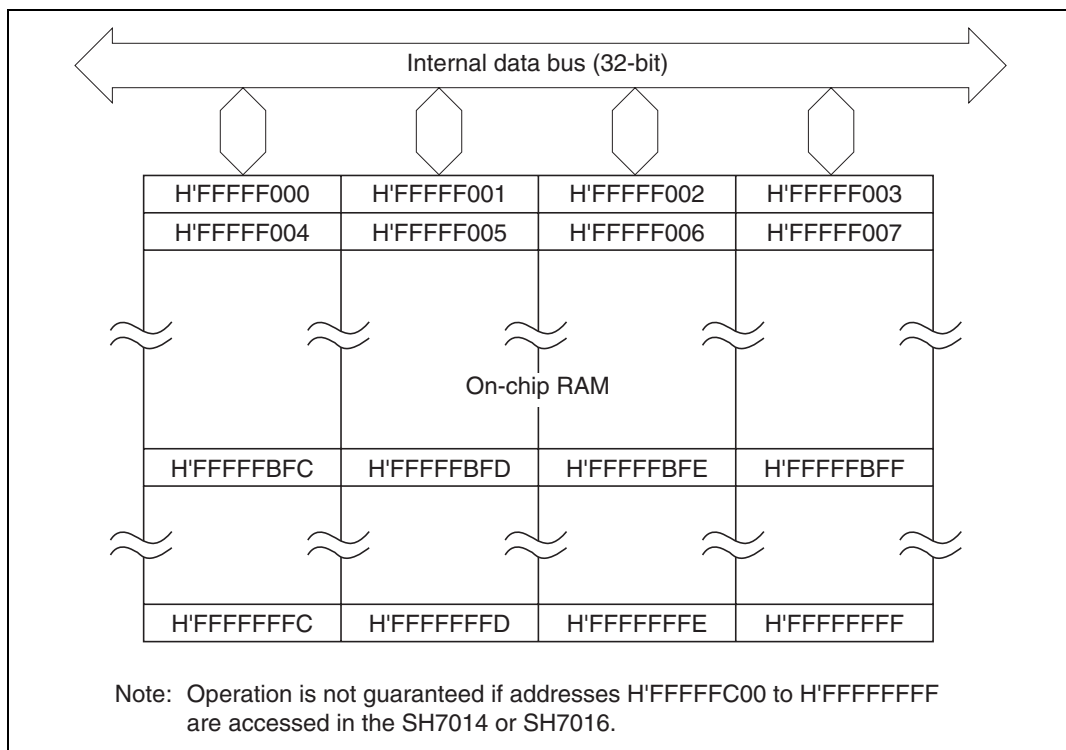 Internal data bus (32-bit)
H'FFFFF000 H'FFFFF001 H'FFFFF002 H'FFFFF003
H'FFFFF004 H'FFFFF005 H'FFFFF006 H'FFFFF007
On-chip RAM
H'FFFFFBFC H'FFFFFBFD H'FFFFFBFE H'FFFFFBFF
H'FFFFFFFC H'FFFFFFFD H'FFFFFFFE H'FFFFFFFF
Note: Operation is not guaranteed if addresses H'FFFFFC00 to H'FFFFFFFF
are accessed in the SH7014 or SH7016.